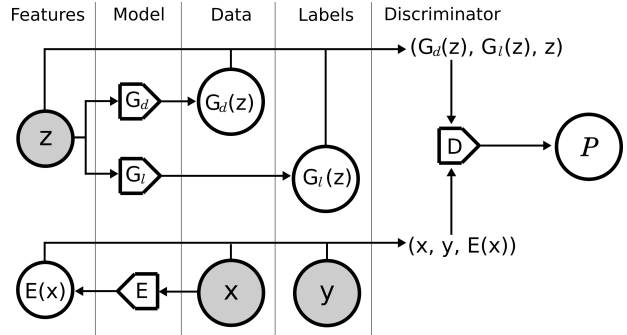 Features Model Data Labels Discriminator
(G_d(z), G_l(z), z)
G_d
G_d(z)
z
D
P
G_l
G_l(z)
(x, y, E(x))
E(x)
E
x
y